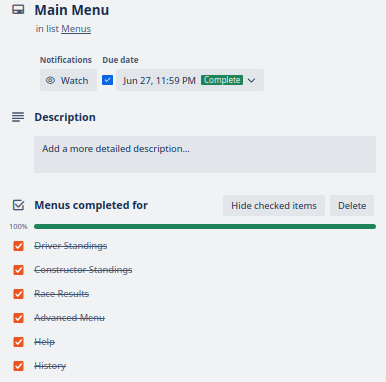 Main Menu
in list Menus
Notifications Due date
Watch Jun 27, 11:59 PM Complete
Description
Add a more detailed description...
Menus completed for Hide checked items Delete
100%
Driver Standings
Constructor Standings
Race Results
Advanced Menu
Help
History